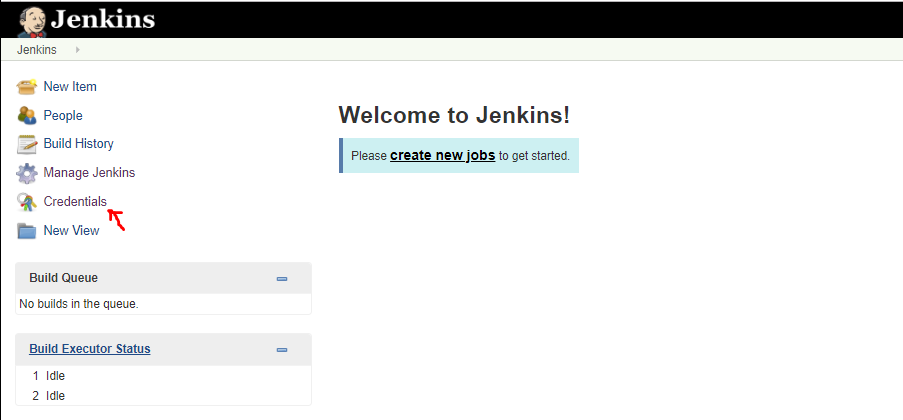 Jenkins
Jenkins
New Item
People
Build History
Manage Jenkins
Credentials
New View
Welcome to Jenkins!
Please create new jobs to get started.
Build Queue
No builds in the queue.
Build Executor Status
1 Idle
2 Idle